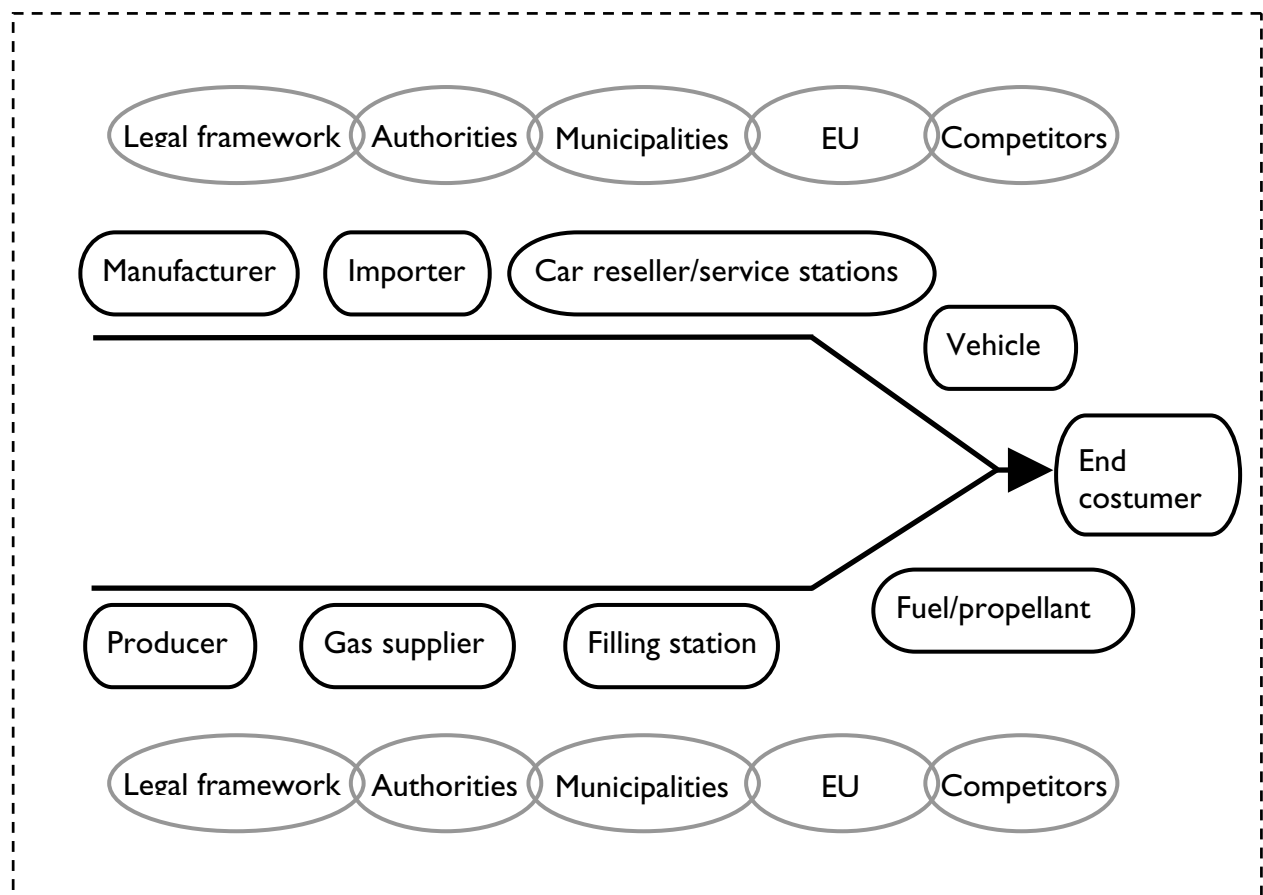 Legal framework Authorities Municipalities EU Competitors
Manufacturer Importer Car reseller/service stations
Vehicle
End
costumer
Fuel/propellant
Producer Gas supplier Filling station
Legal framework Authorities Municipalities EU Competitors